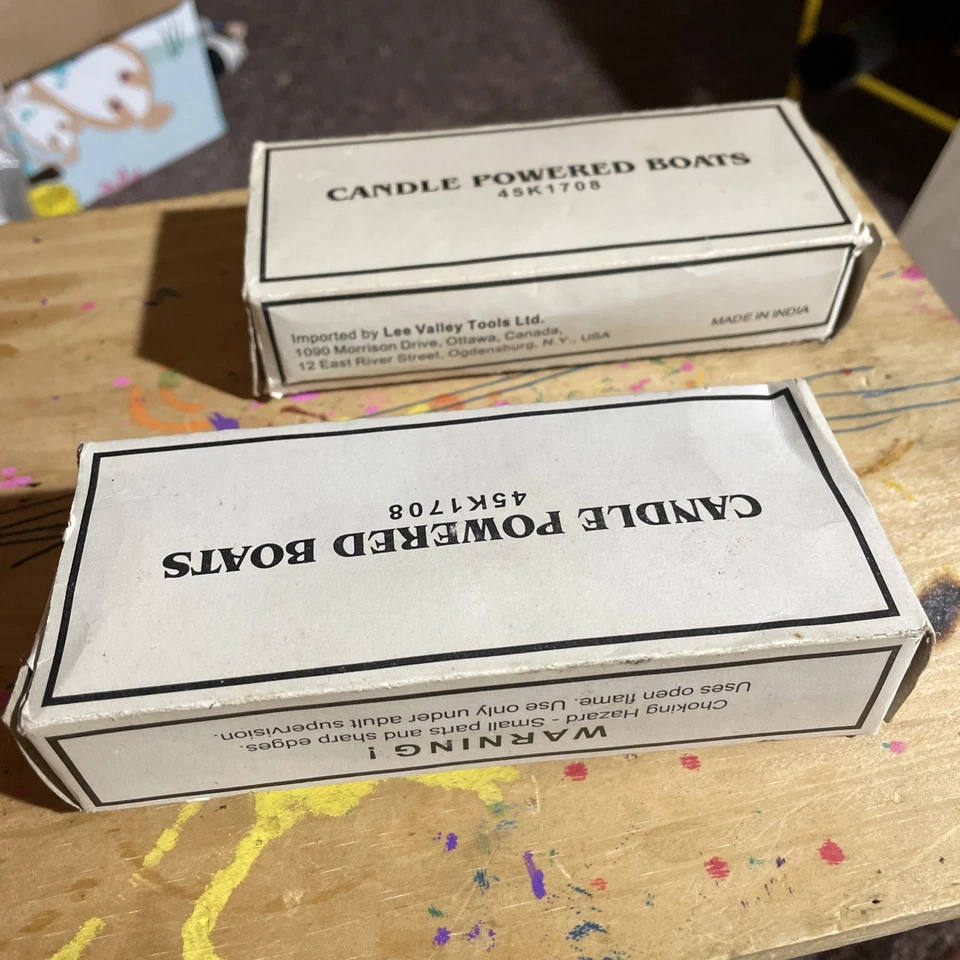 CANDLE POWERED BOATS
45K1708
Imported by Lee Valley Tools Ltd.
1090 Morrison Drive, Ottawa, Canada,
12 East River Street, Ogdensburg, N.Y., USA
MADE IN INDIA
CANDLE POWERED BOATS
45K1708
WARNING!
Choking Hazard - Small parts and sharp edges.
Uses open flame. Use only under adult supervision.